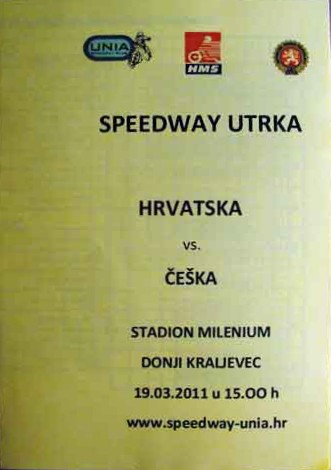 UNIA
HMS
SPEEDWAY UTRKA
HRVATSKA
vs.
ČEŠKA
STADION MILENIUM
DONJI KRALJEVEC
19.03.2011 u 15.OO h
www.speedway-unia.hr